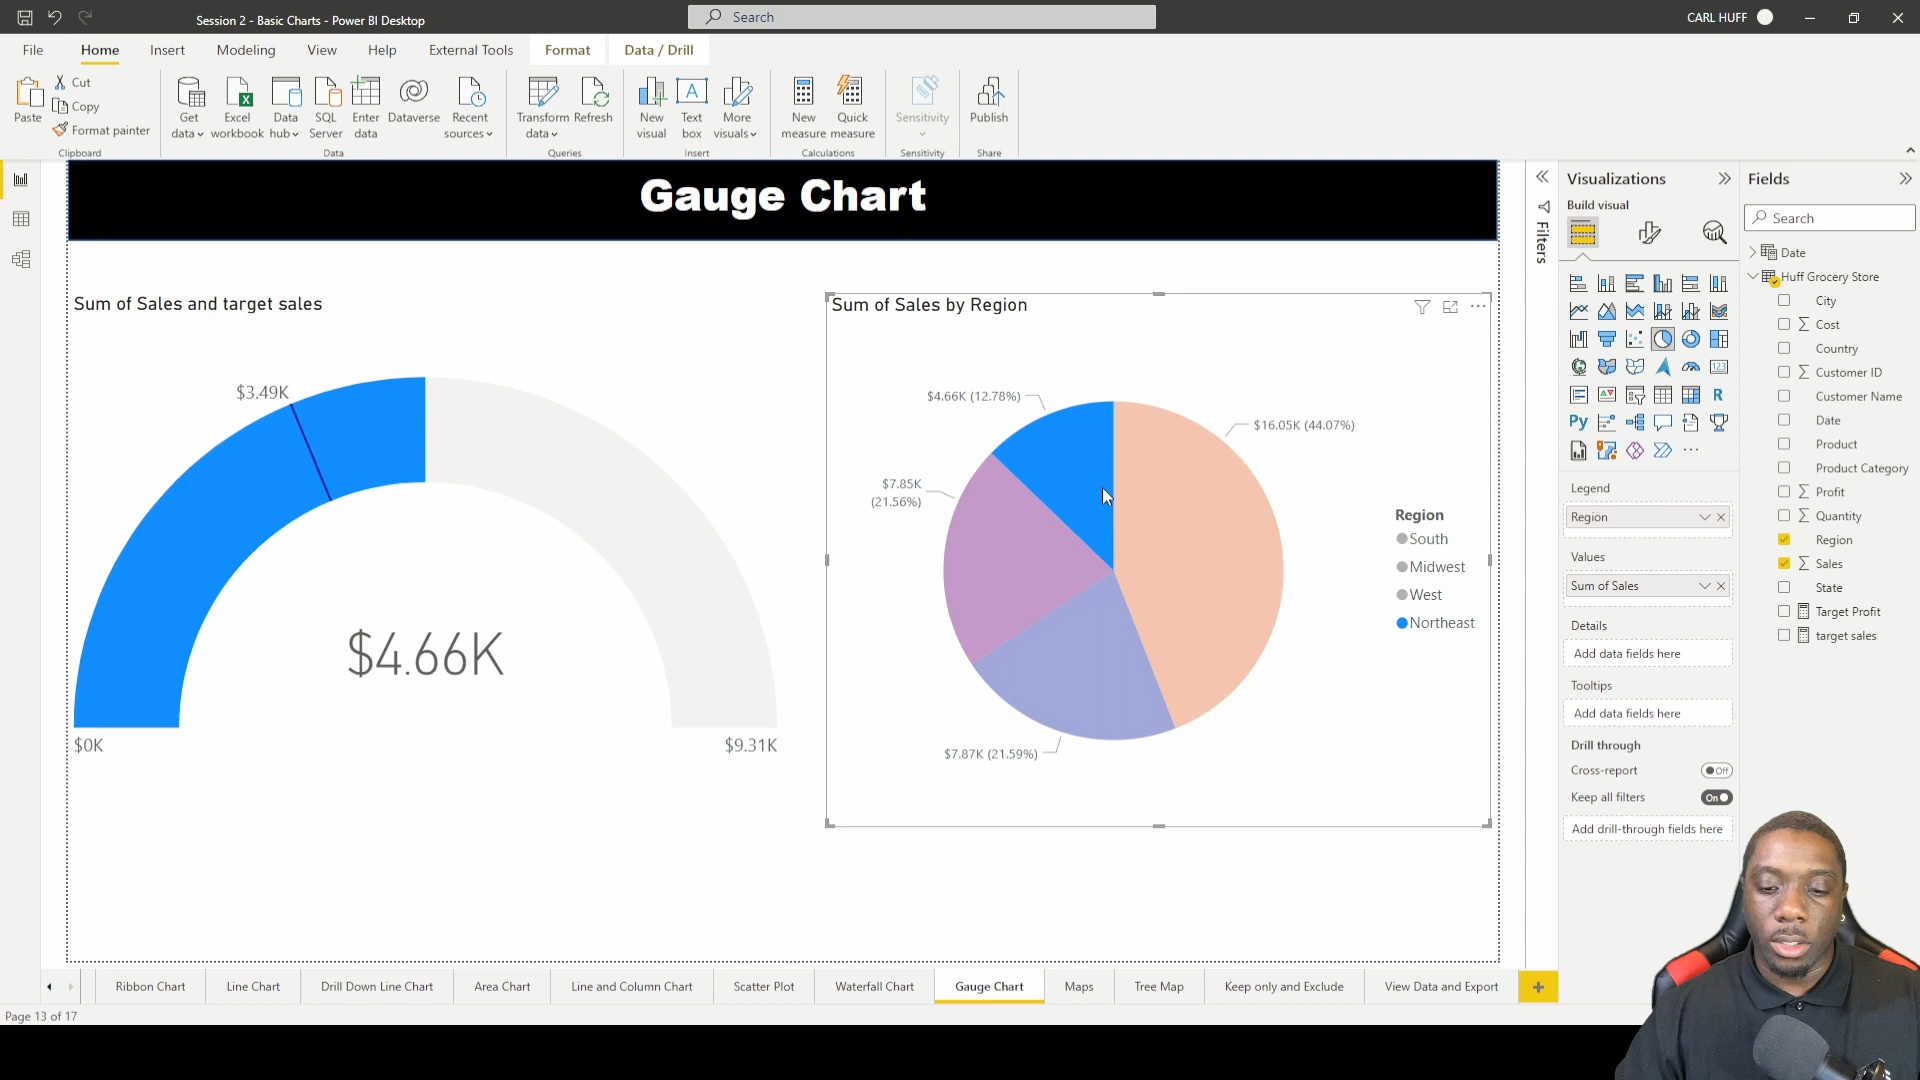 Session 2 - Basic Charts - Power BI Desktop
Search
CARL HUFF
File Home Insert Modeling View Help External Tools Format Data / Drill
Paste
Cut
Copy
Format painter
Clipboard
Get data
Excel workbook
Data hub
SQL Server
Enter data
Dataverse
Recent sources
Data
Transform data
Refresh
Queries
New visual
Text box
More visuals
Insert
New measure
Quick measure
Calculations
Sensitivity
Sensitivity
Publish
Share
Gauge Chart
Sum of Sales and target sales
$3.49K
$4.66K
$0K
$9.31K
Sum of Sales by Region
$4.66K (12.78%)
$16.05K (44.07%)
$7.85K
(21.56%)
$7.87K (21.59%)
Region
South
Midwest
West
Northeast
Filters
Visualizations
Build visual
123
R
Py
Legend
Region
Values
Sum of Sales
Details
Add data fields here
Tooltips
Add data fields here
Drill through
Cross-report Off
Keep all filters On
Add drill-through fields here
Fields
Search
Date
Huff Grocery Store
City
Cost
Country
Customer ID
Customer Name
Date
Product
Product Category
Profit
Quantity
Region
Sales
State
Target Profit
target sales
Ribbon Chart Line Chart Drill Down Line Chart Area Chart Line and Column Chart Scatter Plot Waterfall Chart Gauge Chart Maps Tree Map Keep only and Exclude View Data and Export
Page 13 of 17